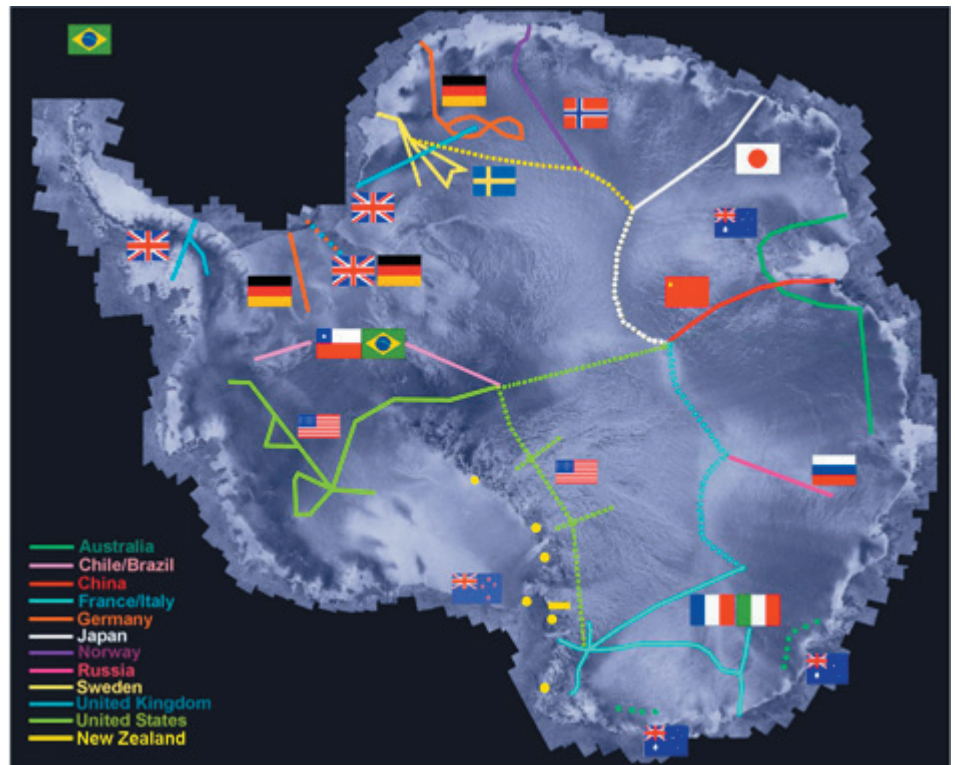 Australia
Chile/Brazil
China
France/Italy
Germany
Japan
Norway
Russia
Sweden
United Kingdom
United States
New Zealand